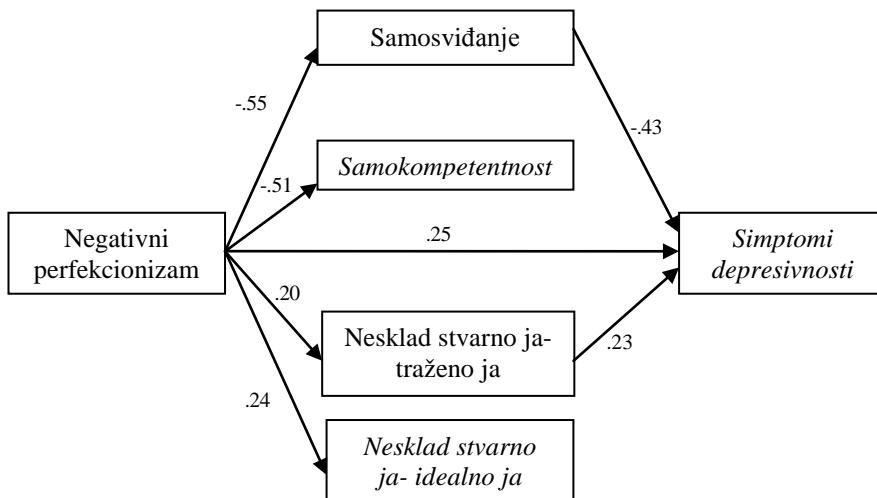 Samosviđanje
-.55
-.43
Samokompetentnost
-.51
Negativni
perfekcionizam
.25
Simptomi
depresivnosti
.20
Nesklad stvarno ja-
traženo ja
.23
.24
Nesklad stvarno
ja- idealno ja